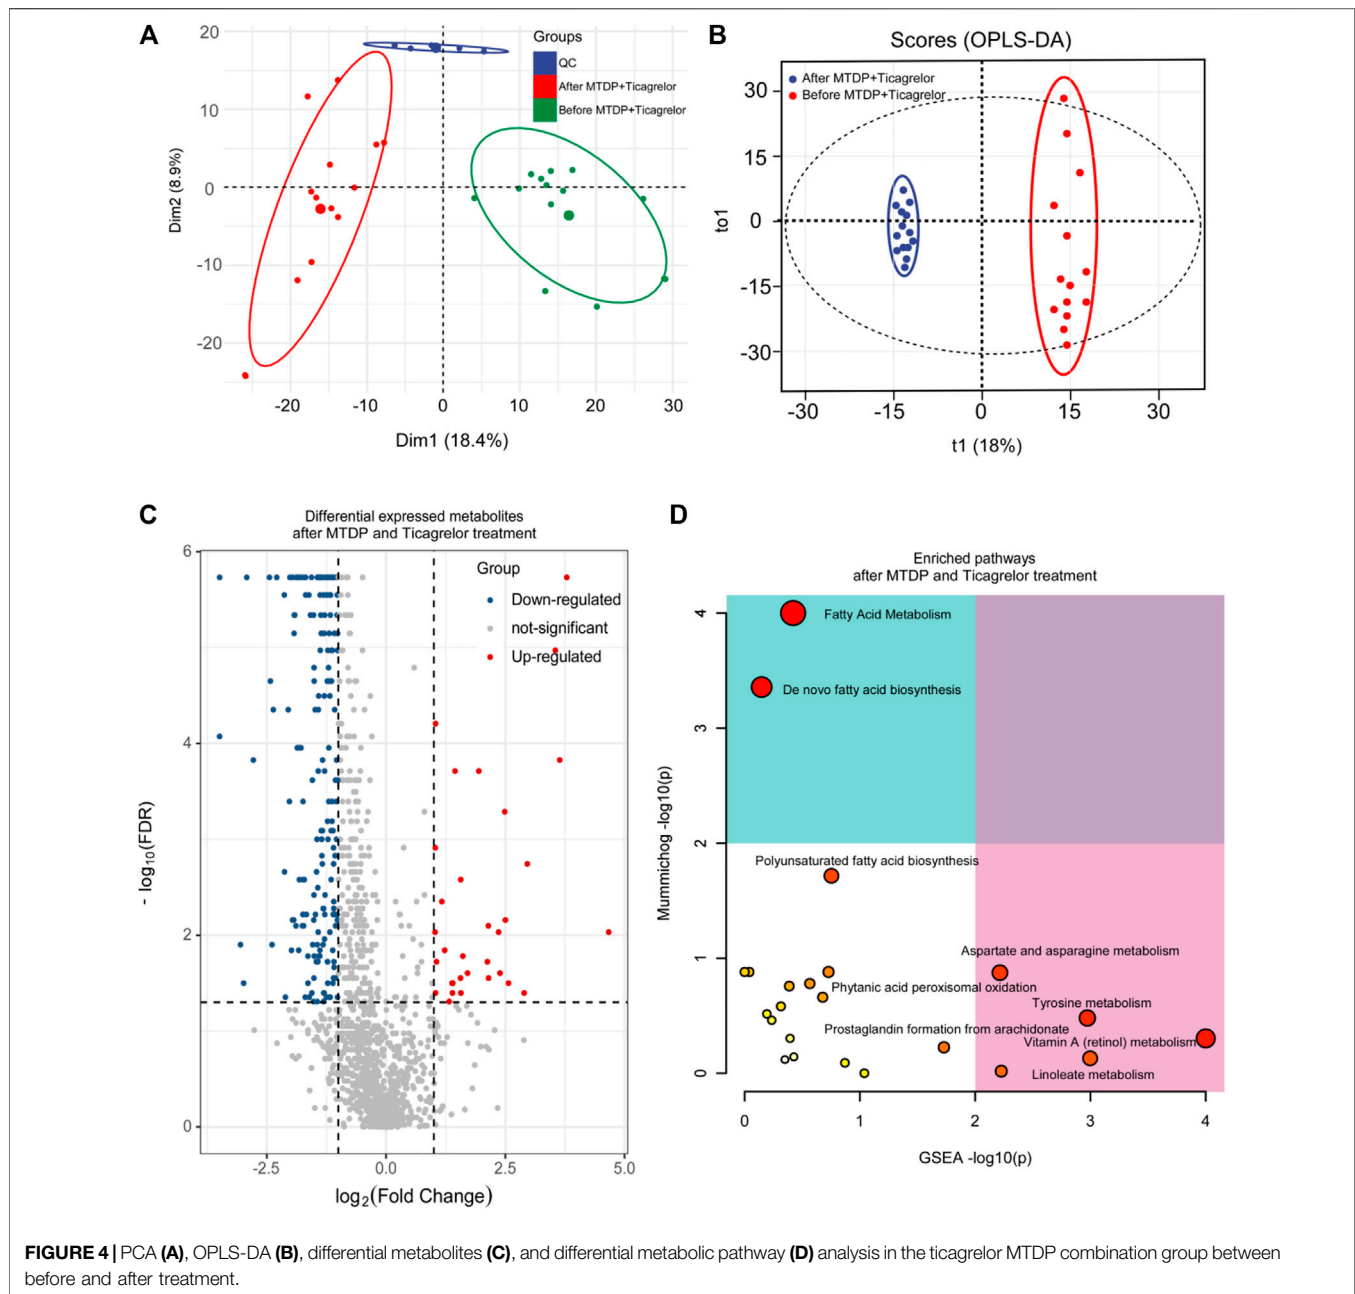 A
20
10
0
-10
-20
Dim2 (8.9%)
-20
-10
0
10
20
30
Dim1 (18.4%)
Groups
QC
After MTDP+Ticagrelor
Before MTDP+Ticagrelor
B
Scores (OPLS-DA)
After MTDP+Ticagrelor
Before MTDP+Ticagrelor
30
15
0
-15
-30
to1
-30
-15
0
15
30
t1 (18%)
C
Differential expressed metabolites
after MTDP and Ticagrelor treatment
Group
Down-regulated
not-significant
Up-regulated
6
4
2
0
- log10(FDR)
-2.5
0.0
2.5
5.0
log2(Fold Change)
D
Enriched pathways
after MTDP and Ticagrelor treatment
Fatty Acid Metabolism
De novo fatty acid biosynthesis
Polyunsaturated fatty acid biosynthesis
Aspartate and asparagine metabolism
Phytanic acid peroxisomal oxidation
Tyrosine metabolism
Prostaglandin formation from arachidonate
Vitamin A (retinol) metabolism
Linoleate metabolism
4
3
2
1
0
Mummichog -log10(p)
0
1
2
3
4
GSEA -log10(p)
FIGURE 4 | PCA (A), OPLS-DA (B), differential metabolites (C), and differential metabolic pathway (D) analysis in the ticagrelor MTDP combination group between
before and after treatment.